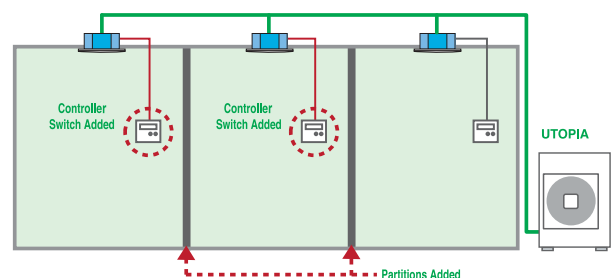 Controller
Switch Added
Controller
Switch Added
UTOPIA
Partitions Added